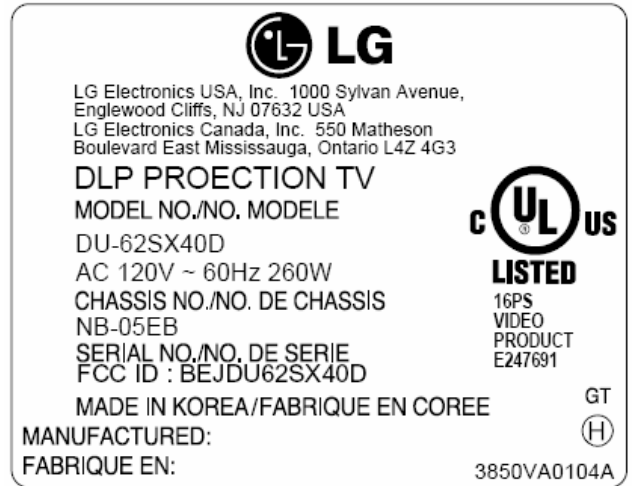 LG
LG Electronics USA, Inc. 1000 Sylvan Avenue,
Englewood Cliffs, NJ 07632 USA
LG Electronics Canada, Inc. 550 Matheson
Boulevard East Mississauga, Ontario L4Z 4G3
DLP PROECTION TV
MODEL NO./NO. MODELE
DU-62SX40D
AC 120V ~ 60Hz 260W
CHASSIS NO./NO. DE CHASSIS
NB-05EB
SERIAL NO./NO. DE SERIE
FCC ID : BEJDU62SX40D
MADE IN KOREA/FABRIQUE EN COREE
MANUFACTURED:
FABRIQUE EN:
C UL ® US
LISTED
16PS
VIDEO
PRODUCT
E247691
GT
H
3850VA0104A